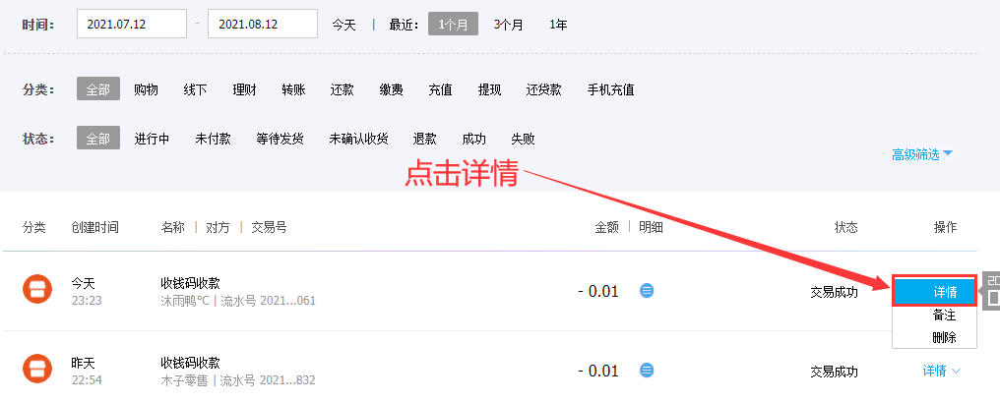 时间： 2021.07.12 - 2021.08.12 今天 | 最近： 1个月 3个月 1年
分类： 全部 购物 线下 理财 转账 还款 缴费 充值 提现 还贷款 手机充值
状态： 全部 进行中 未付款 等待发货 未确认收货 退款 成功 失败
高级筛选
点击详情
分类 创建时间 名称 | 对方 | 交易号 金额 | 明细 状态 操作
今天 收钱码收款
23:23 沐雨鸭℃ | 流水号 2021...061
- 0.01 交易成功 详情
备注
删除
昨天 收钱码收款
22:54 木子零售 | 流水号 2021...832
- 0.01 交易成功 详情